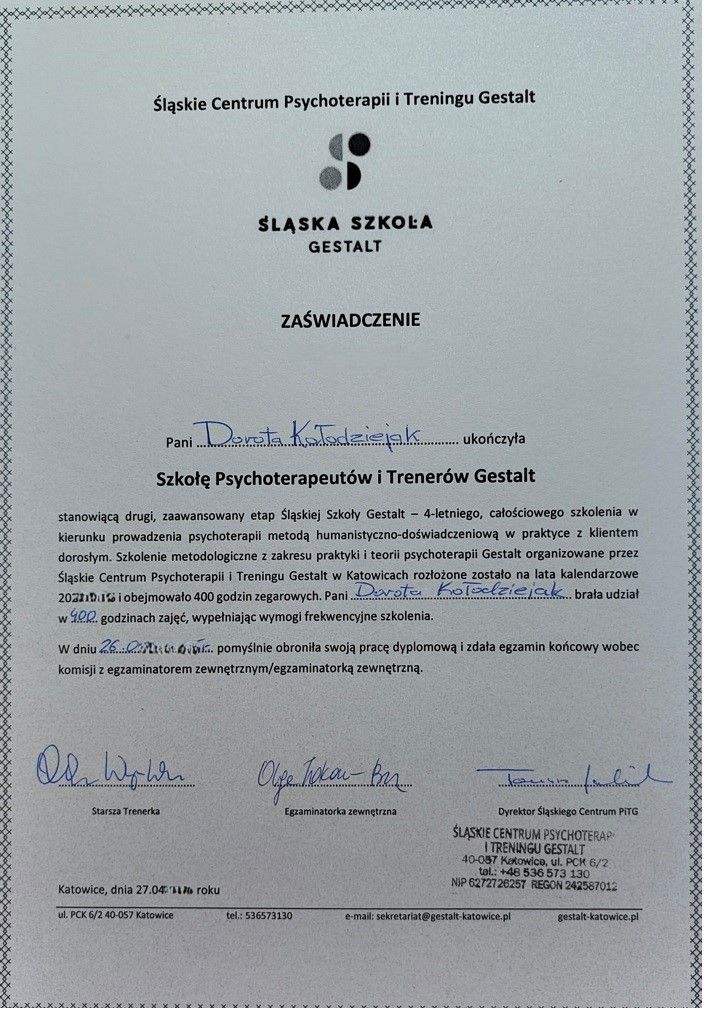 Śląskie Centrum Psychoterapii i Treningu Gestalt
ŚLĄSKA SZKOŁA
GESTALT
ZAŚWIADCZENIE
Pani Dorota Kołodziejak ukończyła
Szkołę Psychoterapeutów i Trenerów Gestalt
stanowiącą drugi, zaawansowany etap Śląskiej Szkoły Gestalt – 4-letniego, całościowego szkolenia w
kierunku prowadzenia psychoterapii metodą humanistyczno-doświadczeniową w praktyce z klientem
dorosłym. Szkolenie metodologiczne z zakresu praktyki i teorii psychoterapii Gestalt organizowane przez
Śląskie Centrum Psychoterapii i Treningu Gestalt w Katowicach rozłożone zostało na lata kalendarzowe
i obejmowało 400 godzin zegarowych. Pani Dorota Kołodziejak brała udział
w 400 godzinach zajęć, wypełniając wymogi frekwencyjne szkolenia.
W dniu 26. pomyślnie obroniła swoją pracę dyplomową i zdała egzamin końcowy wobec
komisji z egzaminatorem zewnętrznym/egzaminatorką zewnętrzną.
Starsza Trenerka
Egzaminatorka zewnętrzna
Dyrektor Śląskiego Centrum PiTG
ŚLĄSKIE CENTRUM PSYCHOTERAP
I TRENINGU GESTALT
40-057 Katowice, ul. PCK 6/2
tel.: +48 536 573 130
NIP 6272726257 REGON 242587012
Katowice, dnia 27.04 roku
ul. PCK 6/2 40-057 Katowice tel.: 536573130 e-mail: sekretariat@gestalt-katowice.pl gestalt-katowice.pl